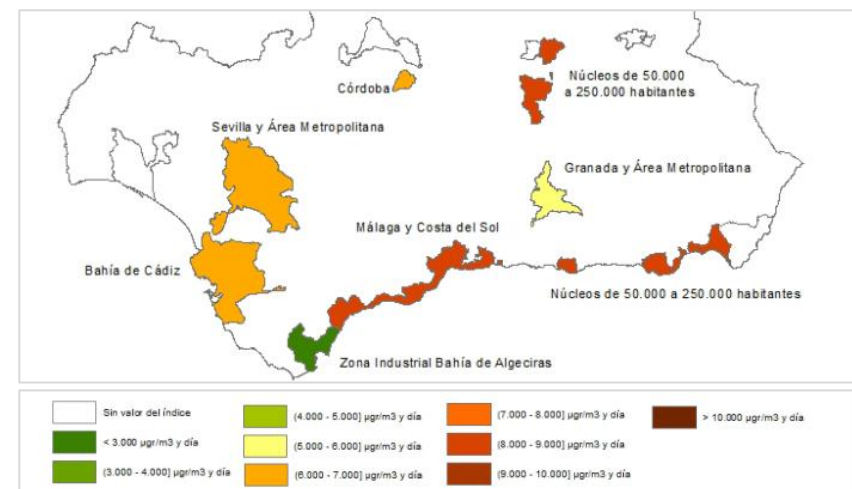 Núcleos de 50.000
a 250.000 habitantes
Córdoba
Sevilla y Área Metropolitana
Granada y Área Metropolitana
Málaga y Costa del Sol
Bahía de Cádiz
Núcleos de 50.000 a 250.000 habitantes
Zona Industrial Bahía de Algeciras
Sin valor del índice
< 3.000 µgr/m3 y día
(3.000 - 4.000] µgr/m3 y día
(4.000 - 5.000] µgr/m3 y día
(5.000 - 6.000] µgr/m3 y día
(6.000 - 7.000] µgr/m3 y día
(7.000 - 8.000] µgr/m3 y día
(8.000 - 9.000] µgr/m3 y día
(9.000 - 10.000] µgr/m3 y día
> 10.000 µgr/m3 y día